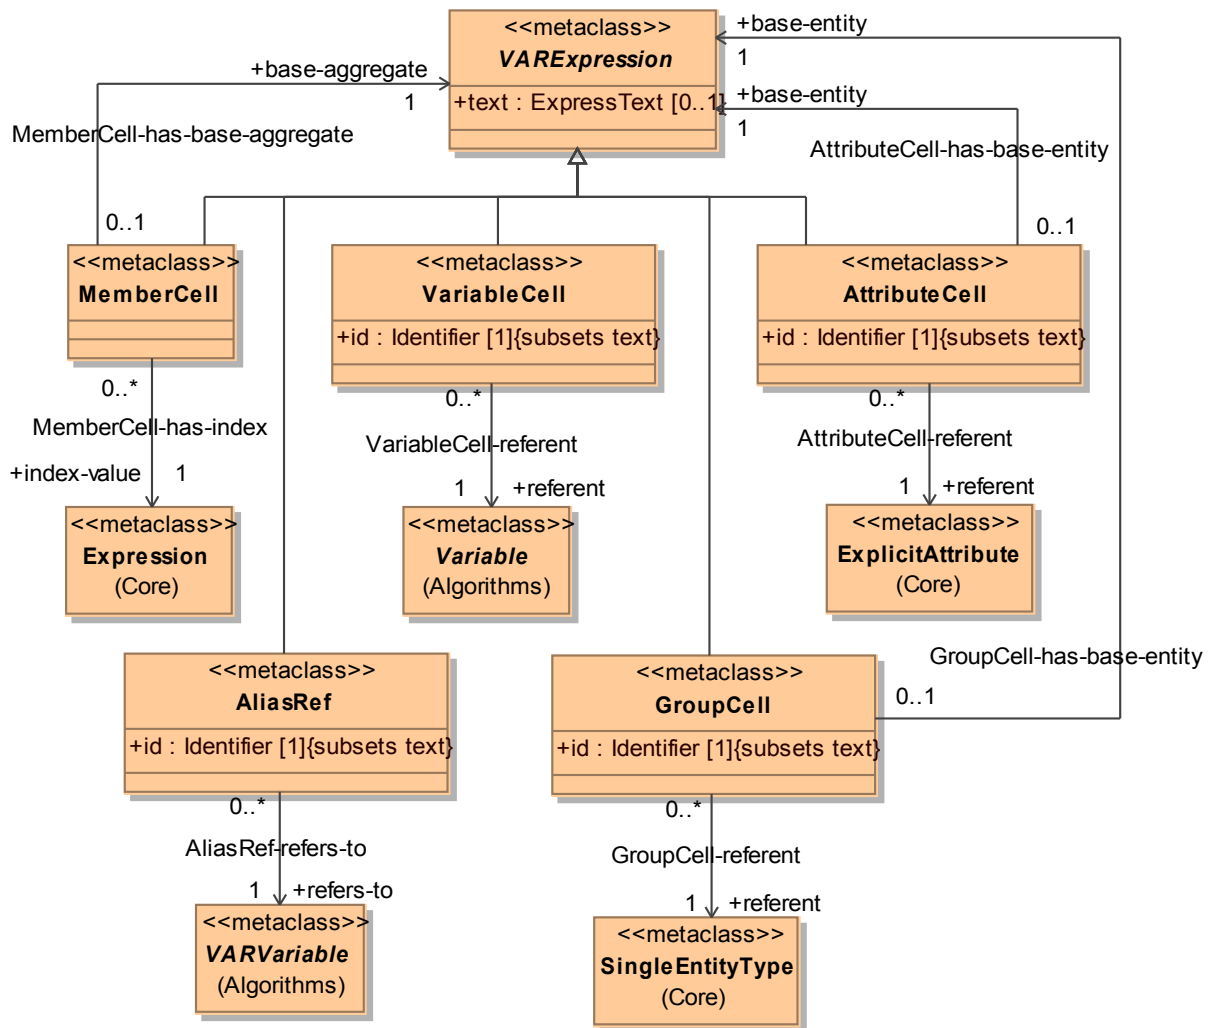 <<metaclass>>
VARExpression
+text : ExpressText [0..1]
+base-entity
1
+base-aggregate
1
+base-entity
1
MemberCell-has-base-aggregate
AttributeCell-has-base-entity
0..1
0..1
<<metaclass>>
MemberCell
<<metaclass>>
VariableCell
+id : Identifier [1]{subsets text}
<<metaclass>>
AttributeCell
+id : Identifier [1]{subsets text}
0..*
MemberCell-has-index
+index-value
1
0..*
VariableCell-referent
1
+referent
0..*
AttributeCell-referent
1
+referent
<<metaclass>>
Expression
(Core)
<<metaclass>>
Variable
(Algorithms)
<<metaclass>>
ExplicitAttribute
(Core)
GroupCell-has-base-entity
0..1
<<metaclass>>
AliasRef
+id : Identifier [1]{subsets text}
<<metaclass>>
GroupCell
+id : Identifier [1]{subsets text}
0..*
AliasRef-refers-to
1
+refers-to
0..*
GroupCell-referent
1
+referent
<<metaclass>>
VARVariable
(Algorithms)
<<metaclass>>
SingleEntityType
(Core)